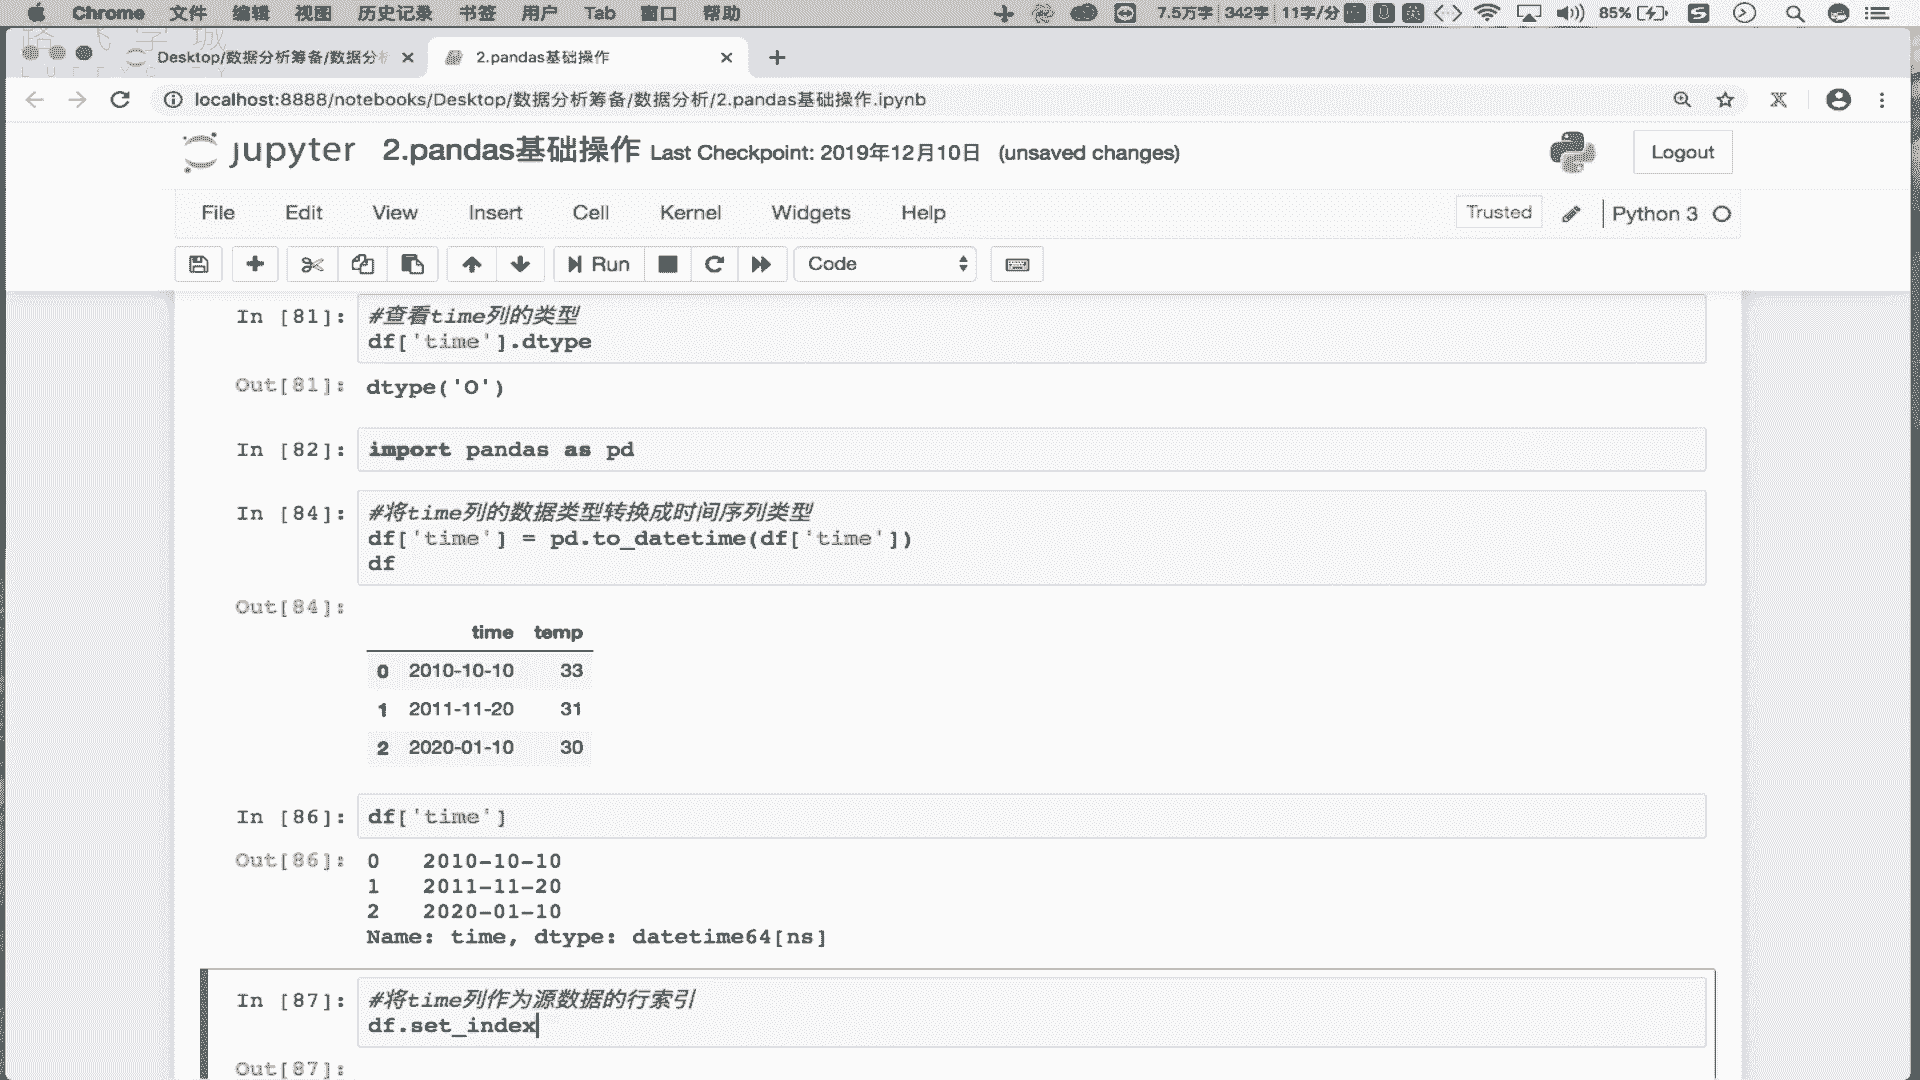 Chrome 文件 编辑 视图 历史记录 书签 用户 Tab 窗口 帮助 7.5万字 342字 11字/分 85%
Desktop/数据分析筹备/数据分析
2.pandas基础操作
localhost:8888/notebooks/Desktop/数据分析筹备/数据分析/2.pandas基础操作.ipynb
jupyter 2.pandas基础操作 Last Checkpoint: 2019年12月10日 (unsaved changes) Logout
File Edit View Insert Cell Kernel Widgets Help Trusted Python 3
Run Code
In [81]: #查看time列的类型
df['time'].dtype
Out[81]: dtype('O')
In [82]: import pandas as pd
In [84]: #将time列的数据类型转换成时间序列类型
df['time'] = pd.to_datetime(df['time'])
df
Out[84]:
time temp
0 2010-10-10 33
1 2011-11-20 31
2 2020-01-10 30
In [86]: df['time']
Out[86]: 0 2010-10-10
1 2011-11-20
2 2020-01-10
Name: time, dtype: datetime64[ns]
In [87]: #将time列作为源数据的行索引
df.set_index
Out[87]: